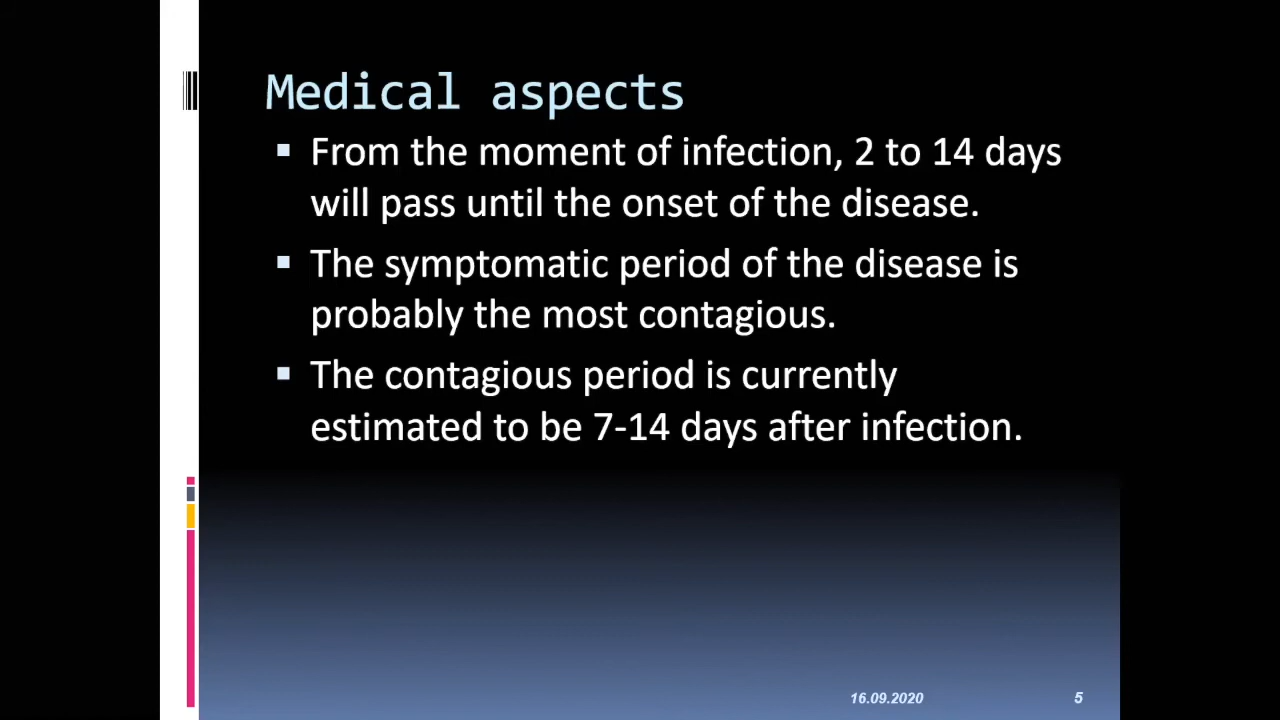 Medical aspects
▪ From the moment of infection, 2 to 14 days
will pass until the onset of the disease.
▪ The symptomatic period of the disease is
probably the most contagious.
▪ The contagious period is currently
estimated to be 7-14 days after infection.
16.09.2020
5